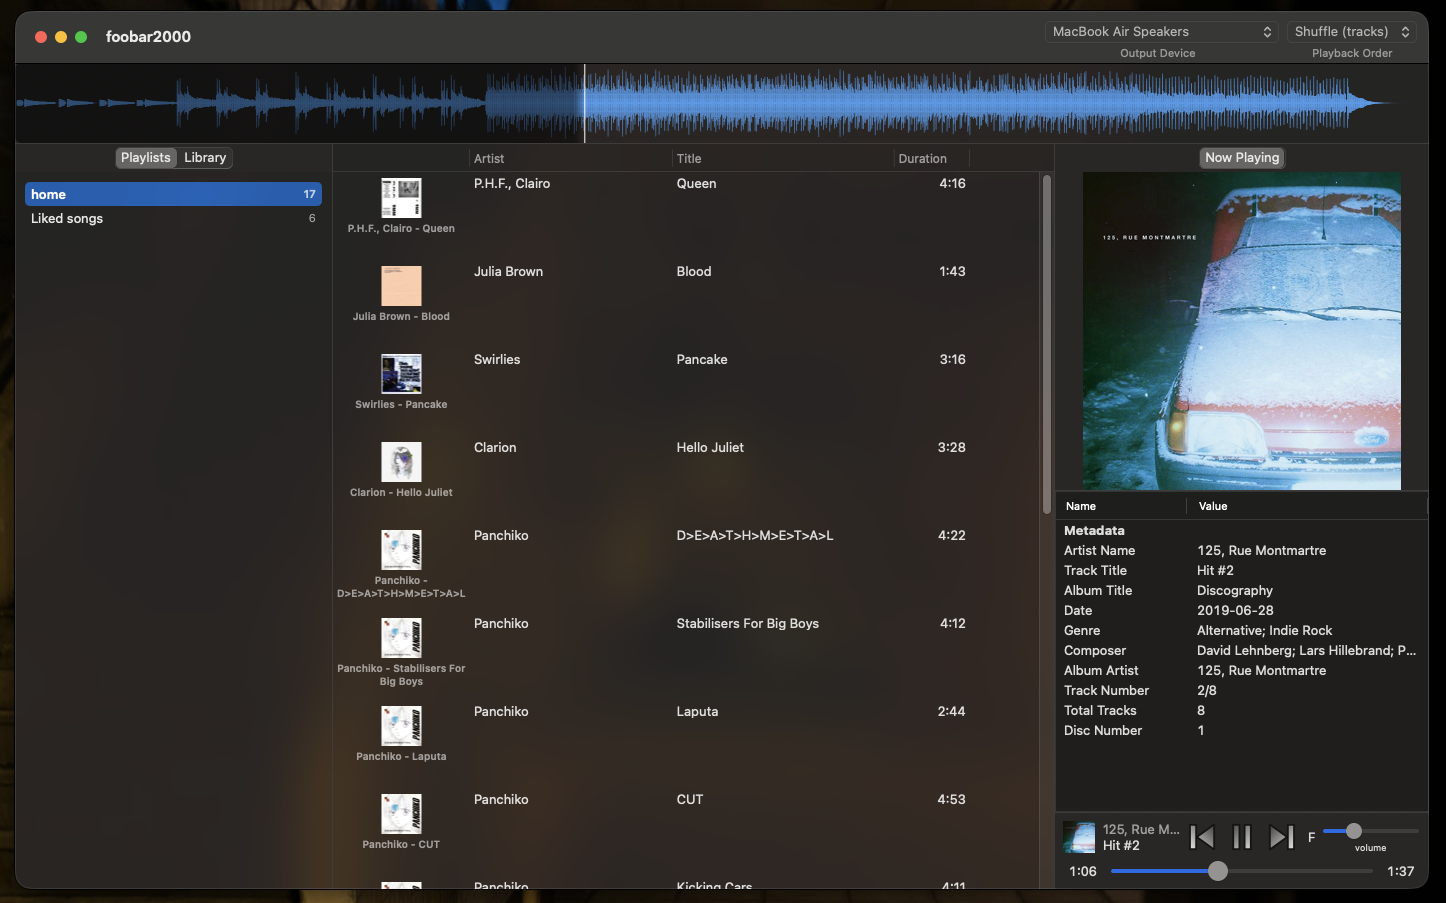 foobar2000
MacBook Air Speakers
Shuffle (tracks)
Output Device
Playback Order
Playlists
Library
home
17
Liked songs
6
Artist
Title
Duration
P.H.F., Clairo
Queen
4:16
P.H.F., Clairo - Queen
Julia Brown
Blood
1:43
Julia Brown - Blood
Swirlies
Pancake
3:16
Swirlies - Pancake
Clarion
Hello Juliet
3:28
Clarion - Hello Juliet
Panchiko
D>E>A>T>H>M>E>T>A>L
4:22
PANCHIKO
Panchiko -
D>E>A>T>H>M>E>T>A>L
Panchiko
Stabilisers For Big Boys
4:12
PANCHIKO
Panchiko - Stabilisers For
Big Boys
Panchiko
Laputa
2:44
PANCHIKO
Panchiko - Laputa
Panchiko
CUT
4:53
PANCHIKO
Panchiko - CUT
Panchiko
Kicking Cars
4:11
Now Playing
125, RUE MONTMARTRE
Name
Value
Metadata
Artist Name
125, Rue Montmartre
Track Title
Hit #2
Album Title
Discography
Date
2019-06-28
Genre
Alternative; Indie Rock
Composer
David Lehnberg; Lars Hillebrand; P...
Album Artist
125, Rue Montmartre
Track Number
2/8
Total Tracks
8
Disc Number
1
125, Rue M...
Hit #2
F
volume
1:06
1:37